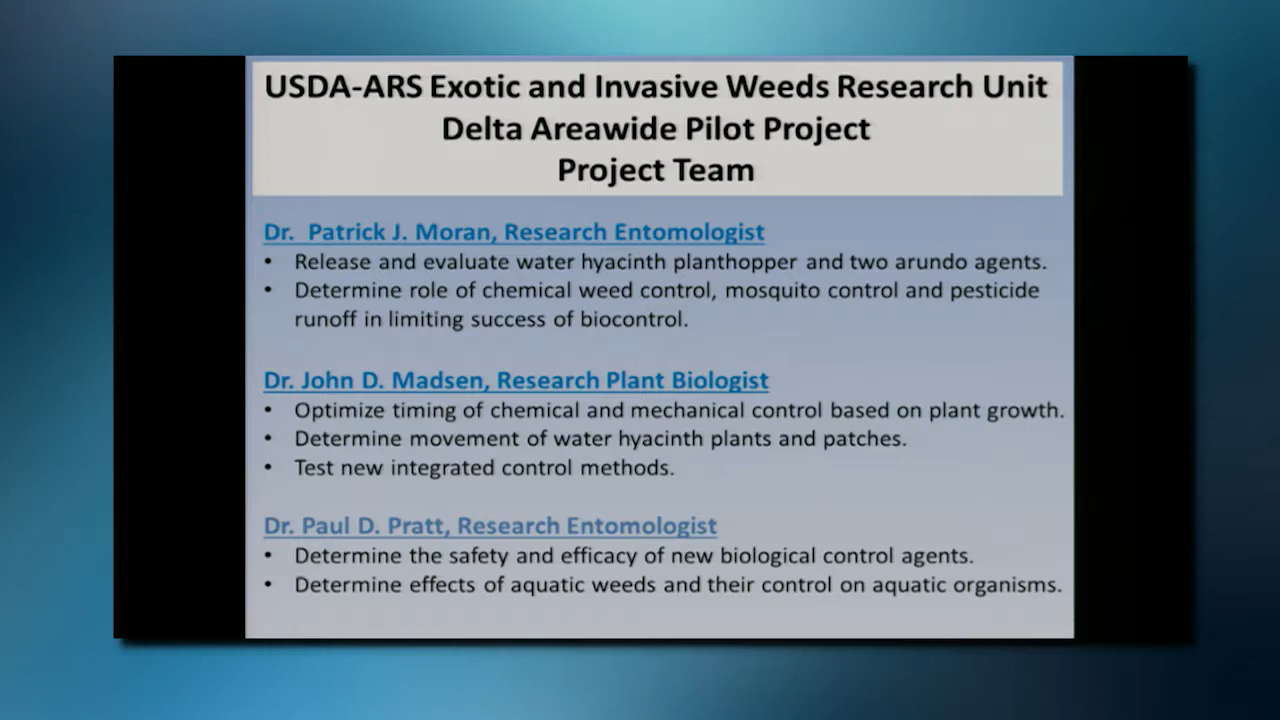 USDA-ARS Exotic and Invasive Weeds Research Unit
Delta Areawide Pilot Project
Project Team
Dr. Patrick J. Moran, Research Entomologist
• Release and evaluate water hyacinth planthopper and two arundo agents.
• Determine role of chemical weed control, mosquito control and pesticide
runoff in limiting success of biocontrol.
Dr. John D. Madsen, Research Plant Biologist
• Optimize timing of chemical and mechanical control based on plant growth.
• Determine movement of water hyacinth plants and patches.
• Test new integrated control methods.
Dr. Paul D. Pratt, Research Entomologist
• Determine the safety and efficacy of new biological control agents.
• Determine effects of aquatic weeds and their control on aquatic organisms.